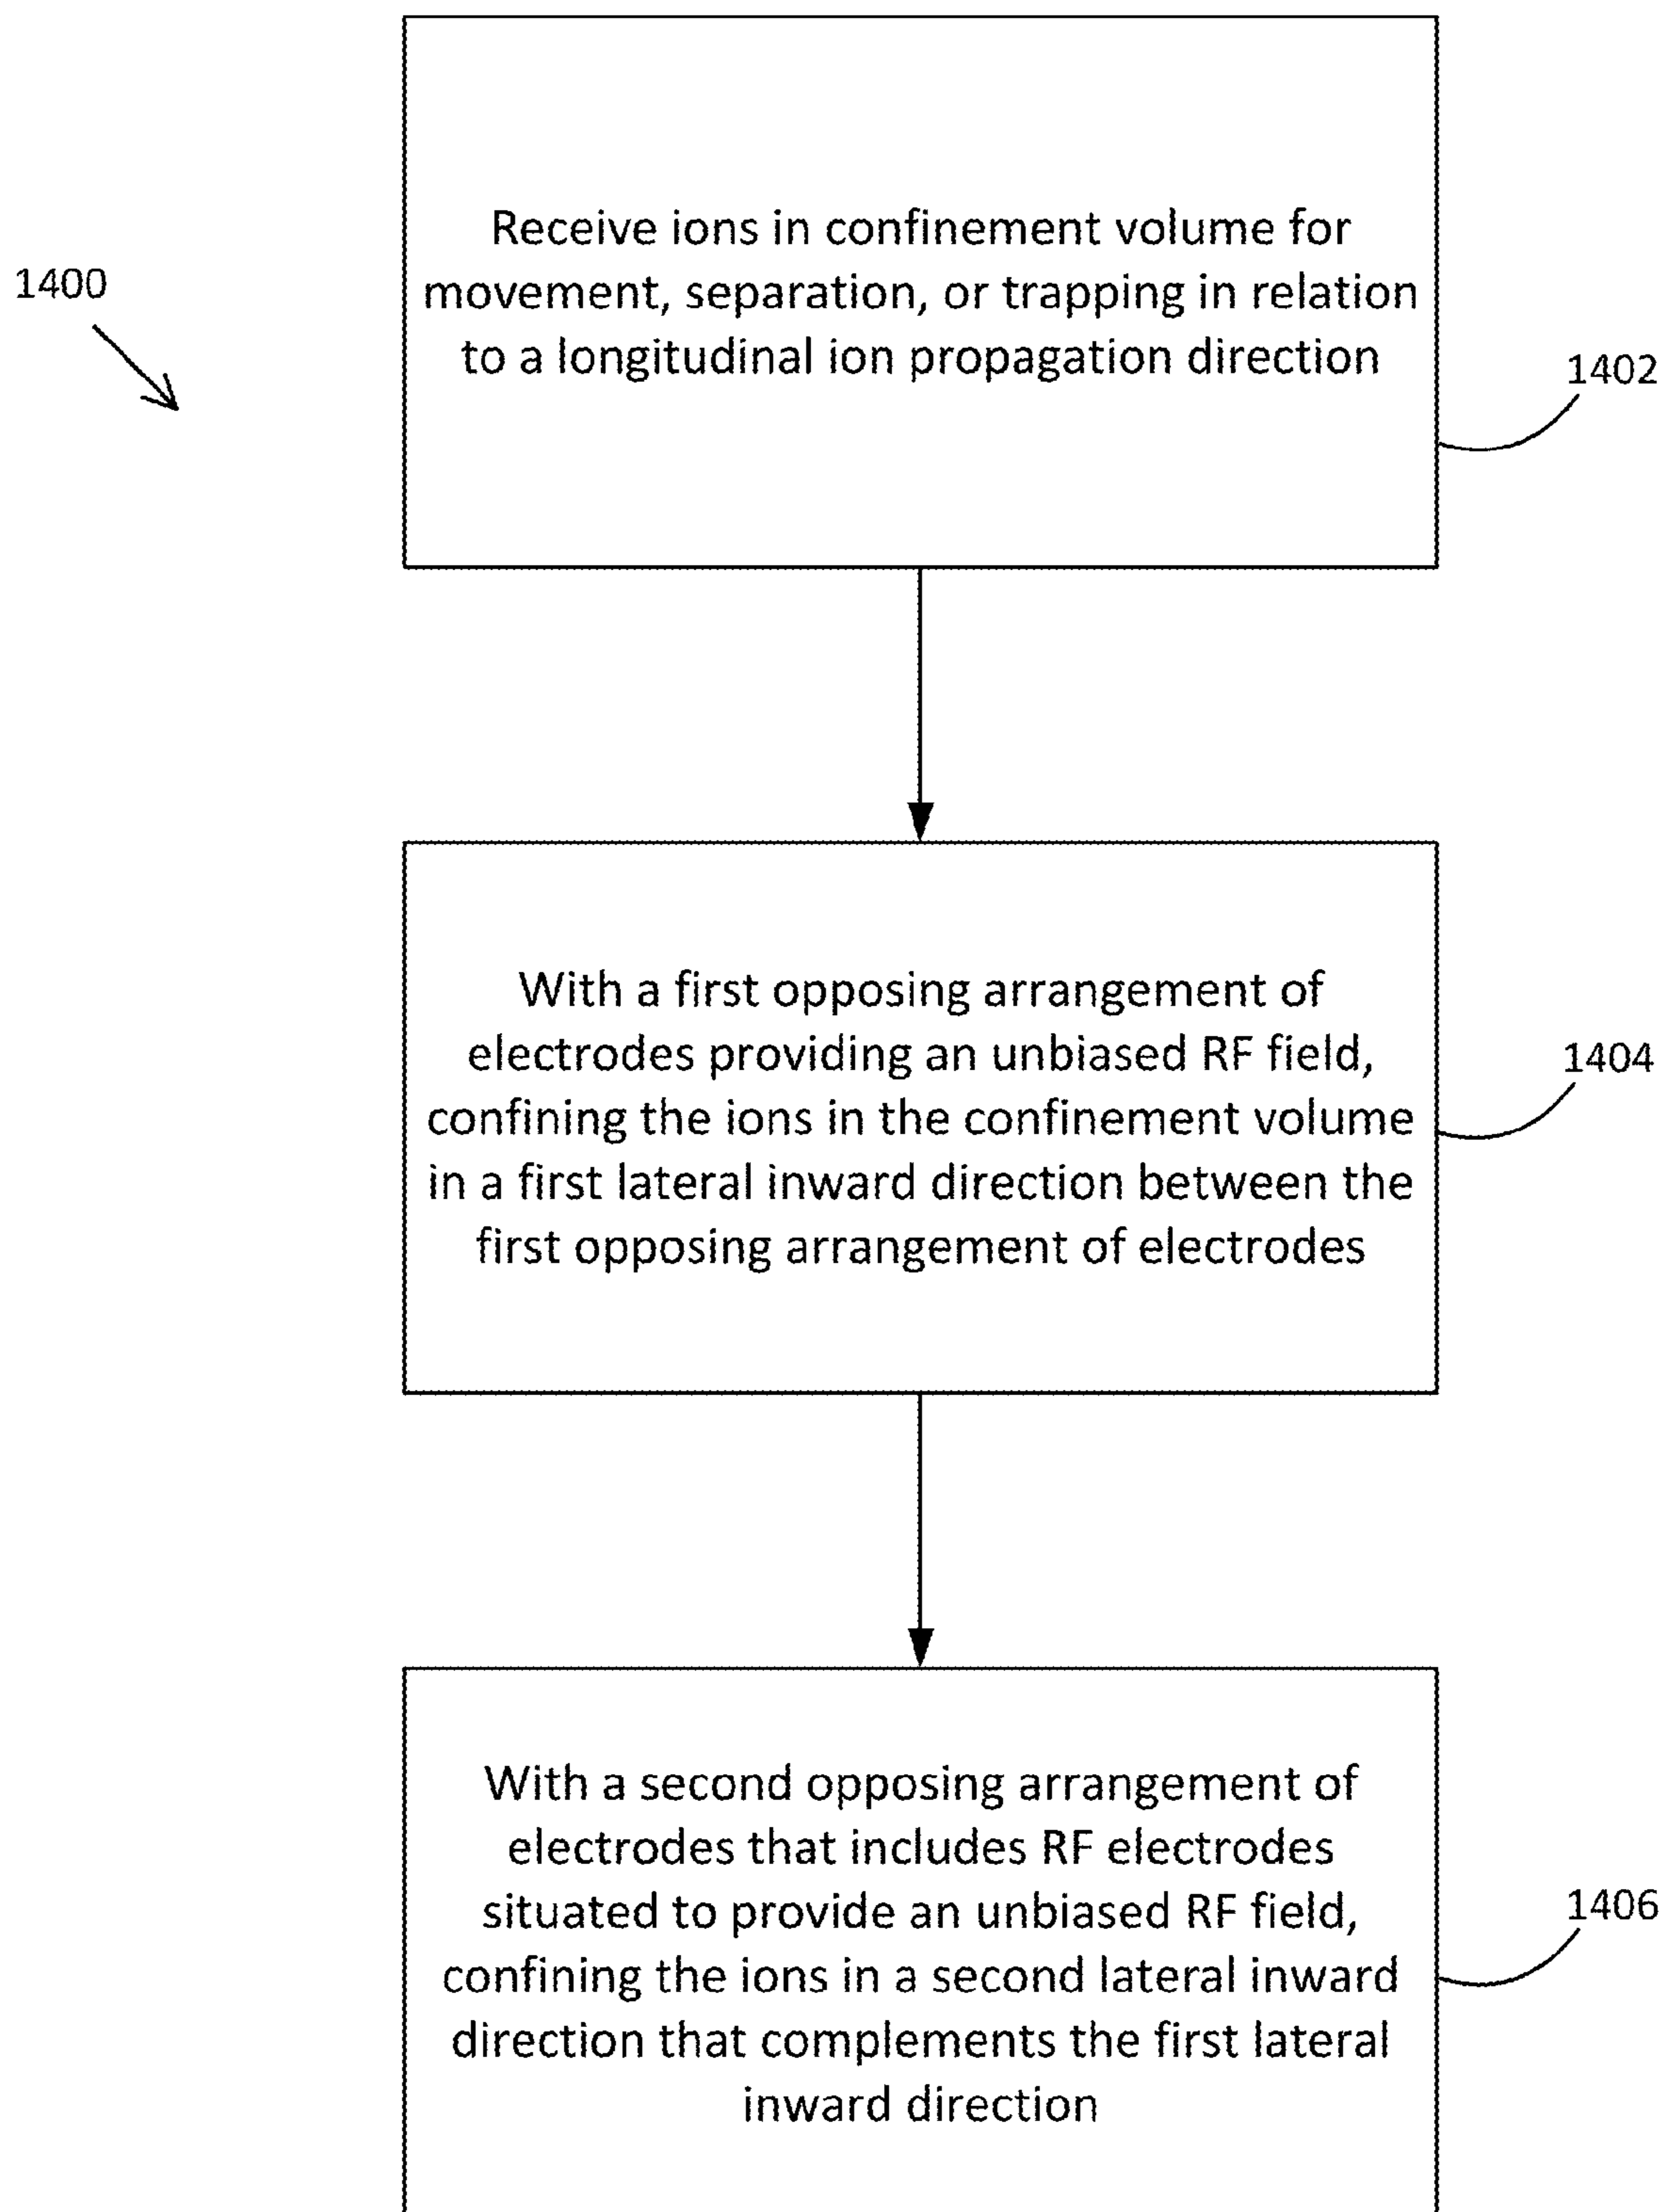 Receive ions in confinement volume for
movement, separation, or trapping in relation
to a longitudinal ion propagation direction
1400
1402
With a first opposing arrangement of
electrodes providing an unbiased RF field,
confining the ions in the confinement volume
in a first lateral inward direction between the
first opposing arrangement of electrodes
1404
With a second opposing arrangement of
electrodes that includes RF electrodes
situated to provide an unbiased RF field,
confining the ions in a second lateral inward
direction that complements the first lateral
inward direction
1406